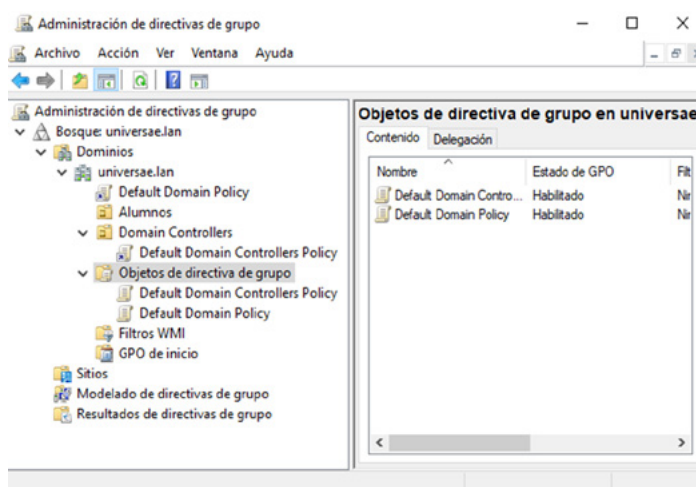 Administración de directivas de grupo
Archivo Acción Ver Ventana Ayuda
Administración de directivas de grupo
Bosque: universae.lan
Dominios
universae.lan
Default Domain Policy
Alumnos
Domain Controllers
Default Domain Controllers Policy
Objetos de directiva de grupo
Default Domain Controllers Policy
Default Domain Policy
Filtros WMI
GPO de inicio
Sitios
Modelado de directivas de grupo
Resultados de directivas de grupo
Objetos de directiva de grupo en universae
Contenido Delegación
Nombre Estado de GPO Filt
Default Domain Contro... Habilitado Nin
Default Domain Policy Habilitado Nin